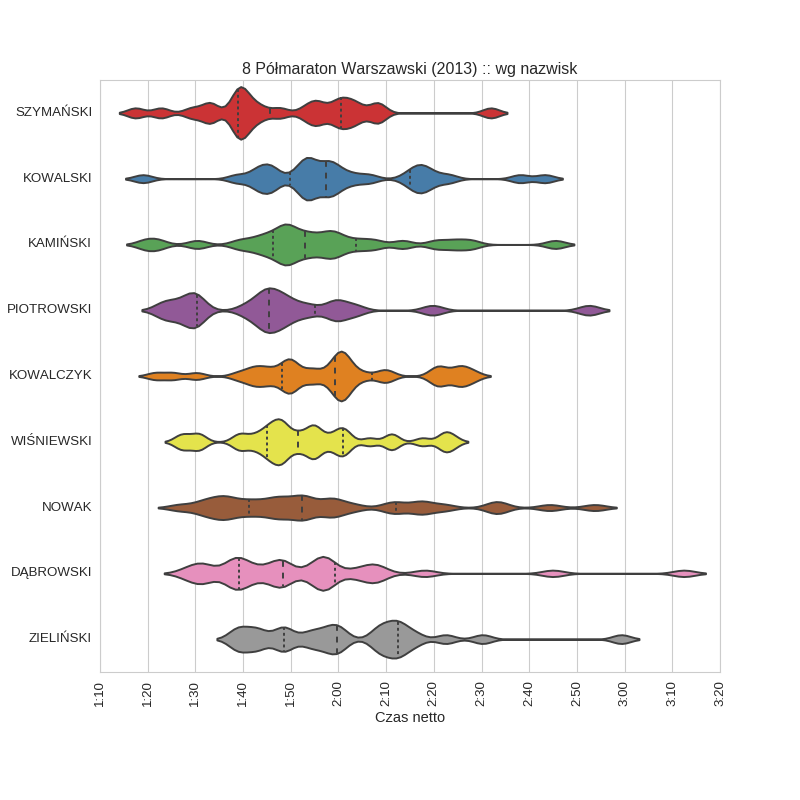 8 Półmaraton Warszawski (2013) :: wg nazwisk
SZYMAŃSKI
KOWALSKI
KAMIŃSKI
PIOTROWSKI
KOWALCZYK
WIŚNIEWSKI
NOWAK
DĄBROWSKI
ZIELIŃSKI
1:10 1:20 1:30 1:40 1:50 2:00 2:10 2:20 2:30 2:40 2:50 3:00 3:10 3:20
Czas netto